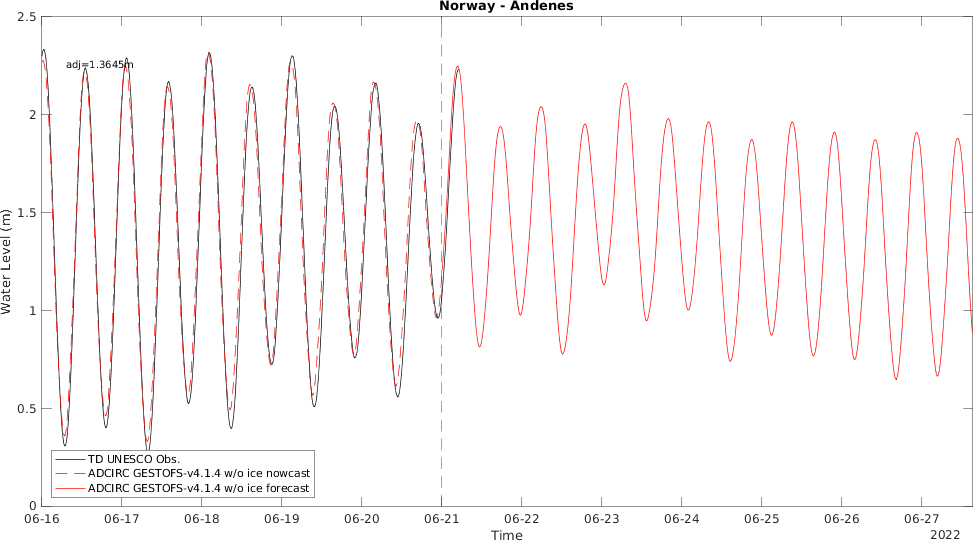 Norway - Andenes
2.5
adj=1.3645m
2
1.5
Water Level (m)
1
0.5
TD UNESCO Obs.
ADCIRC GESTOFS-v4.1.4 w/o ice nowcast
ADCIRC GESTOFS-v4.1.4 w/o ice forecast
0
06-16 06-17 06-18 06-19 06-20 06-21 06-22 06-23 06-24 06-25 06-26 06-27
Time
2022